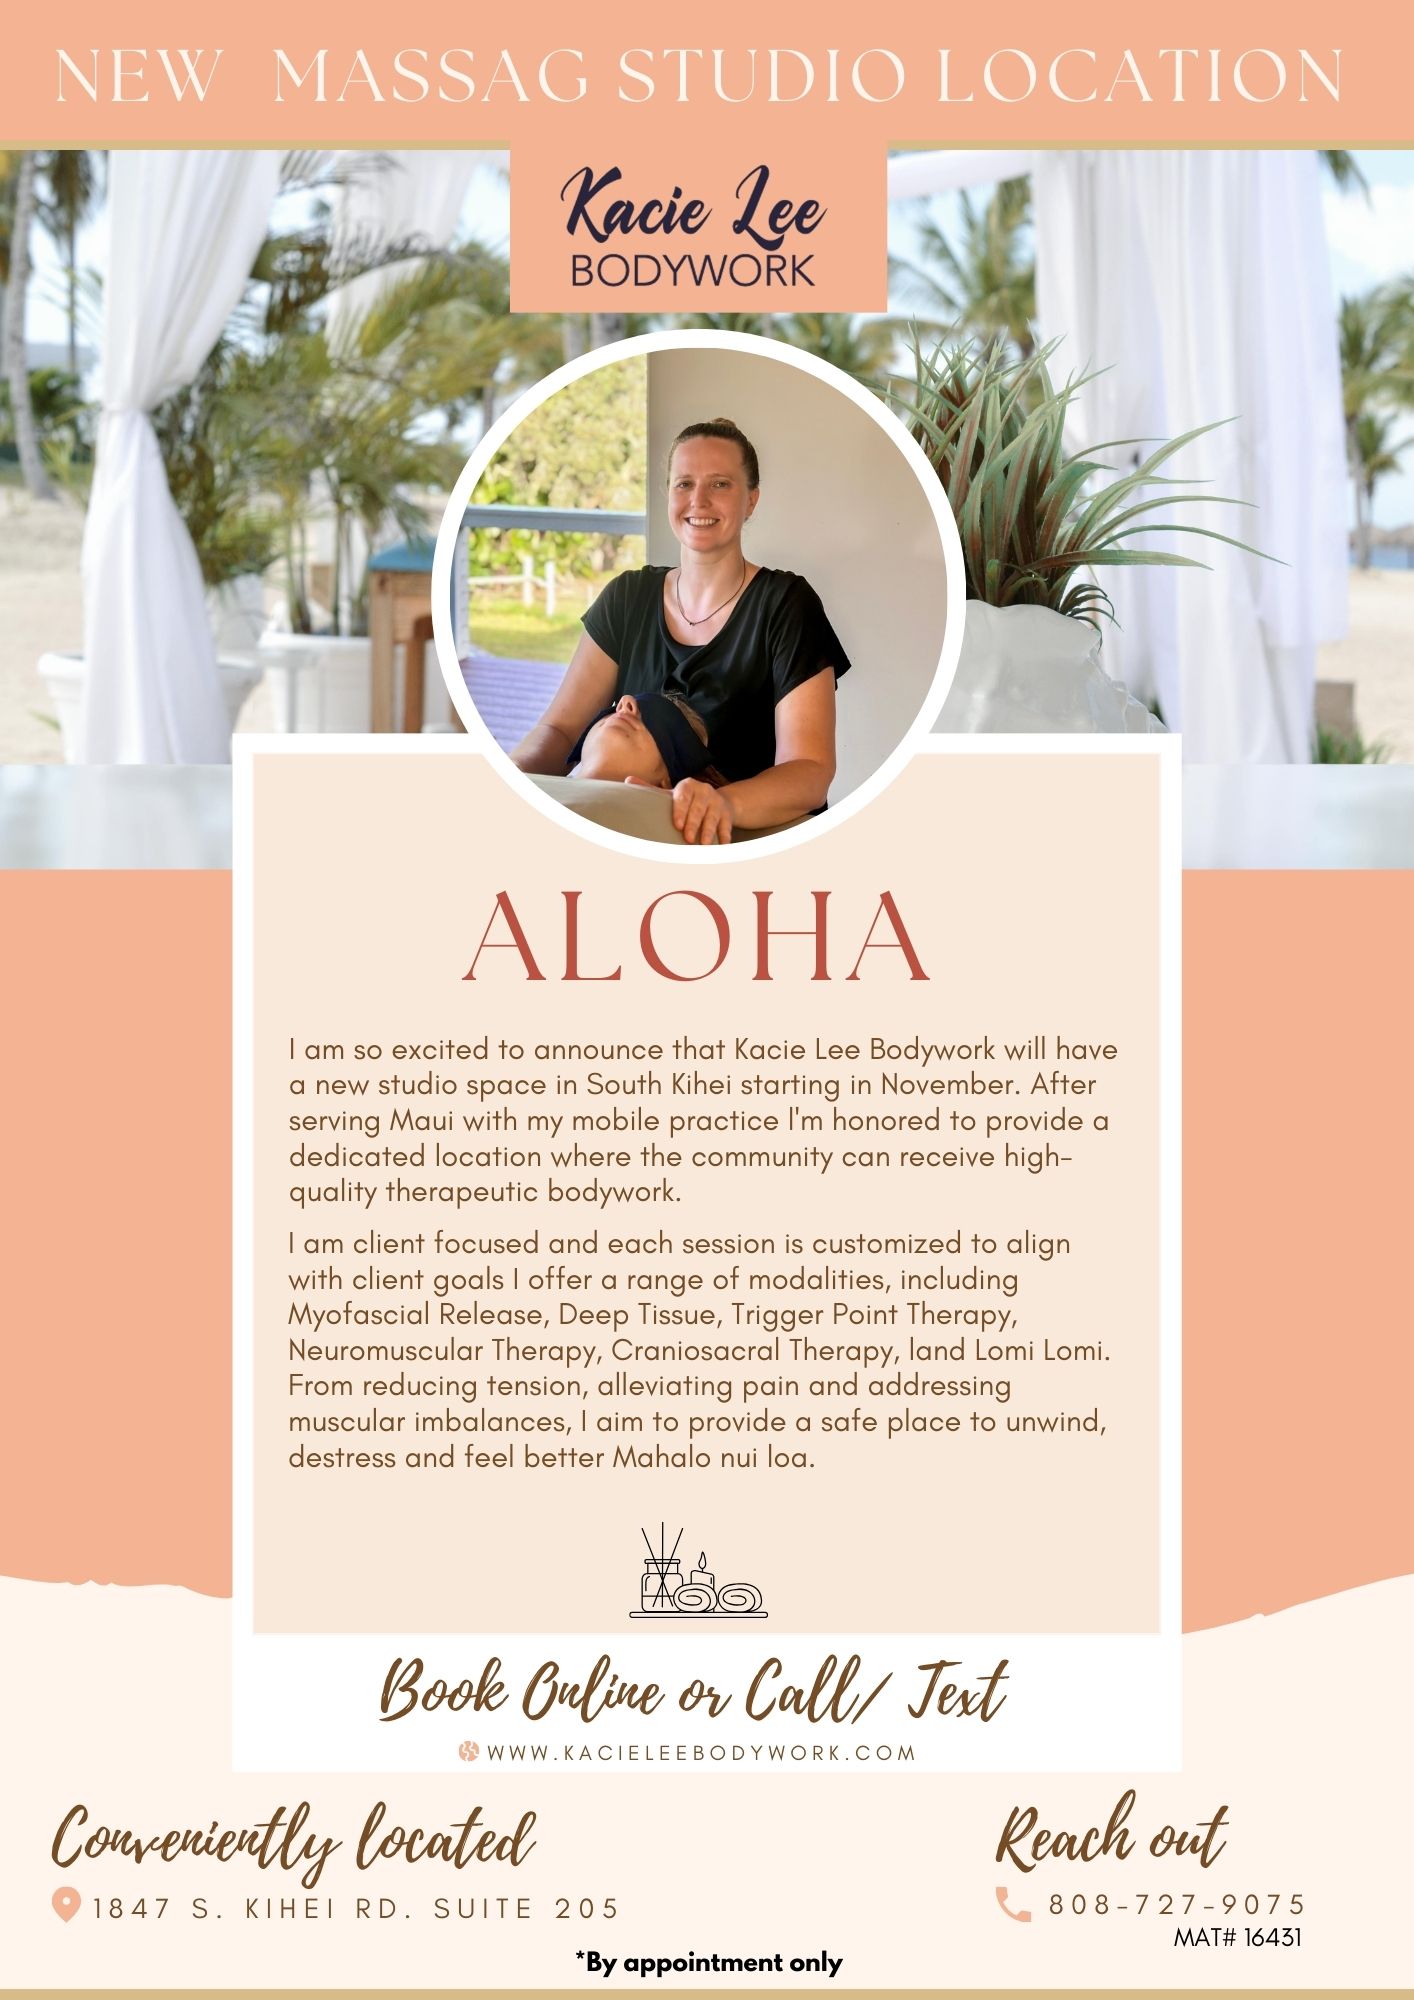 NEW MASSAG STUDIO LOCATION
Kacie Lee
BODYWORK
ALOHA
I am so excited to announce that Kacie Lee Bodywork will have
a new studio space in South Kihei starting in November. After
serving Maui with my mobile practice I'm honored to provide a
dedicated location where the community can receive high-
quality therapeutic bodywork.
I am client focused and each session is customized to align
with client goals I offer a range of modalities, including
Myofascial Release, Deep Tissue, Trigger Point Therapy,
Neuromuscular Therapy, Craniosacral Therapy, land Lomi Lomi.
From reducing tension, alleviating pain and addressing
muscular imbalances, I aim to provide a safe place to unwind,
destress and feel better Mahalo nui loa.
Book Online or Call/ Text
WWW.KACIELEEBODYWORK.COM
Conveniently located
1847 S. KIHEI RD. SUITE 205
Reach out
808-727-9075
MAT# 16431
*By appointment only